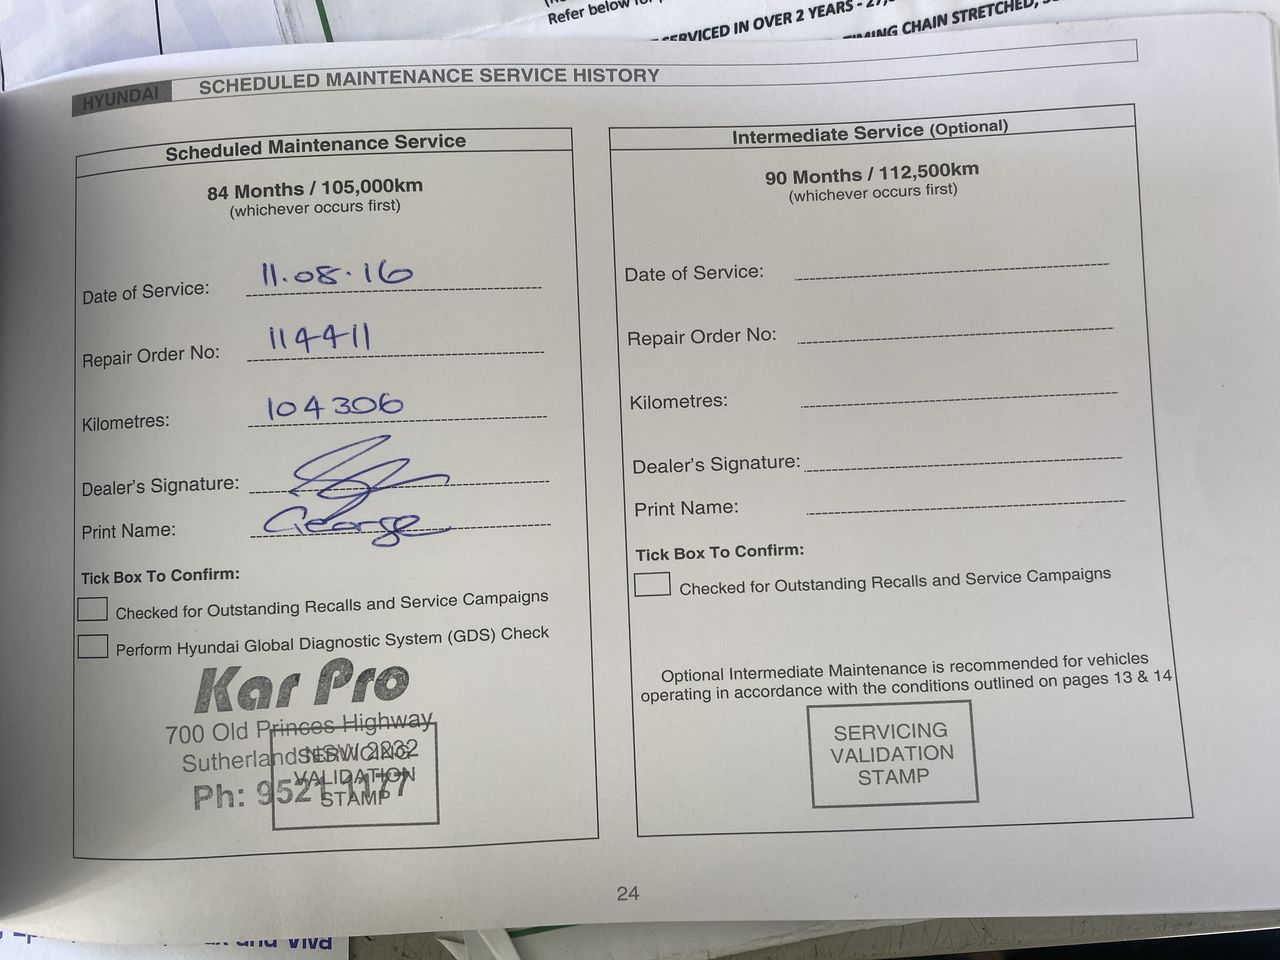 Refer below for
SERVICED IN OVER 2 YEARS - 27,
TIMING CHAIN STRETCHED,
HYUNDAI
SCHEDULED MAINTENANCE SERVICE HISTORY
Scheduled Maintenance Service
84 Months / 105,000km
(whichever occurs first)
Date of Service: 11.08.16
Repair Order No: 114411
Kilometres: 104306
Dealer's Signature:
Print Name: George
Tick Box To Confirm:
Checked for Outstanding Recalls and Service Campaigns
Perform Hyundai Global Diagnostic System (GDS) Check
Kar Pro
700 Old Princes Highway
Sutherland NSW 2232
Ph: 9521 1177
SERVICING
VALIDATION
STAMP
Intermediate Service (Optional)
90 Months / 112,500km
(whichever occurs first)
Date of Service:
Repair Order No:
Kilometres:
Dealer's Signature:
Print Name:
Tick Box To Confirm:
Checked for Outstanding Recalls and Service Campaigns
Optional Intermediate Maintenance is recommended for vehicles
operating in accordance with the conditions outlined on pages 13 & 14
SERVICING
VALIDATION
STAMP
24
and Viva